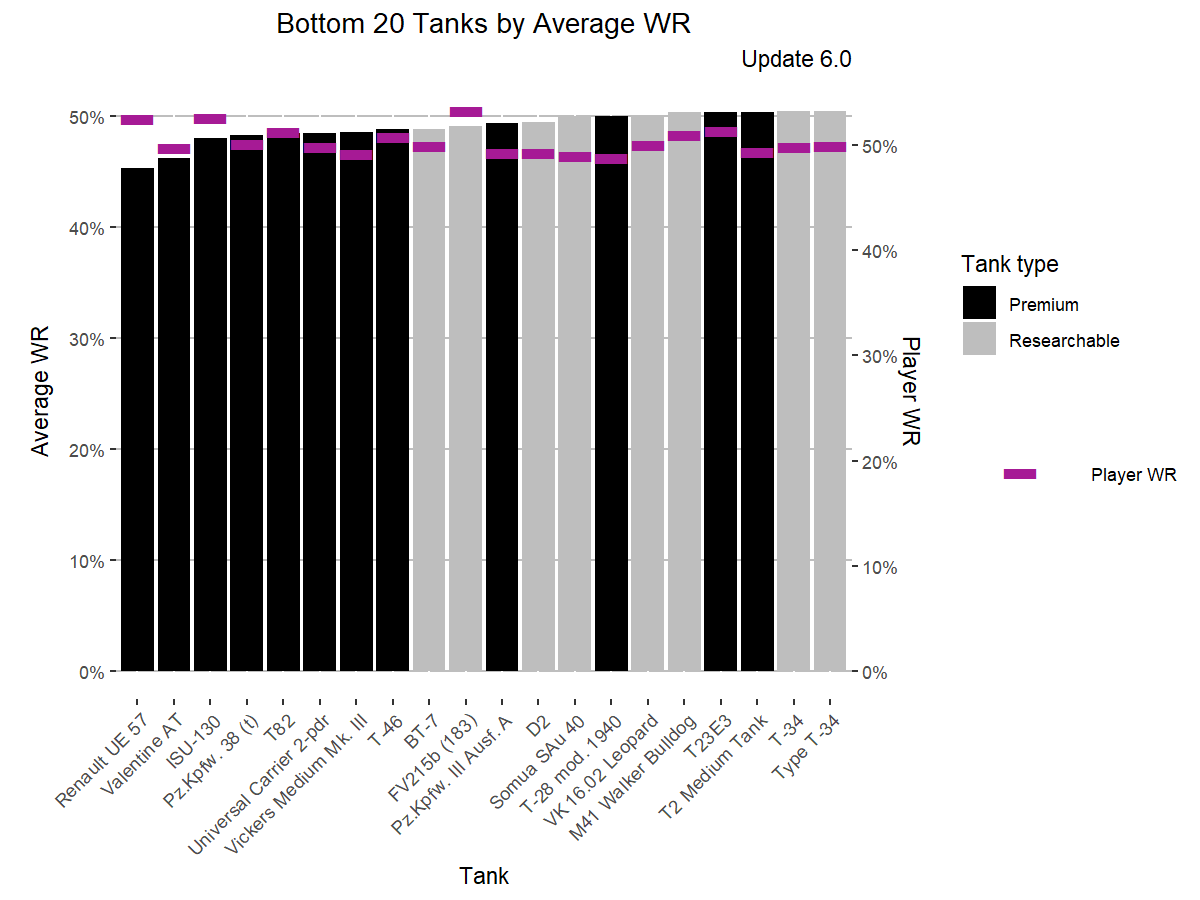 Bottom 20 Tanks by Average WR
Update 6.0
50%
40%
30%
20%
10%
0%
Average WR
50%
40%
30%
20%
10%
0%
Player WR
Renault UE 57
Valentine AT
ISU-130
Pz.Kpfw. 38 (t)
T82
Universal Carrier 2-pdr
Vickers Medium Mk. III
T-46
BT-7
FV215b (183)
Pz.Kpfw. III Ausf. A
D2
Somua SAu 40
T-28 mod. 1940
VK 16.02 Leopard
M41 Walker Bulldog
T23E3
T2 Medium Tank
T-34
Type T-34
Tank
Tank type
Premium
Researchable
Player WR